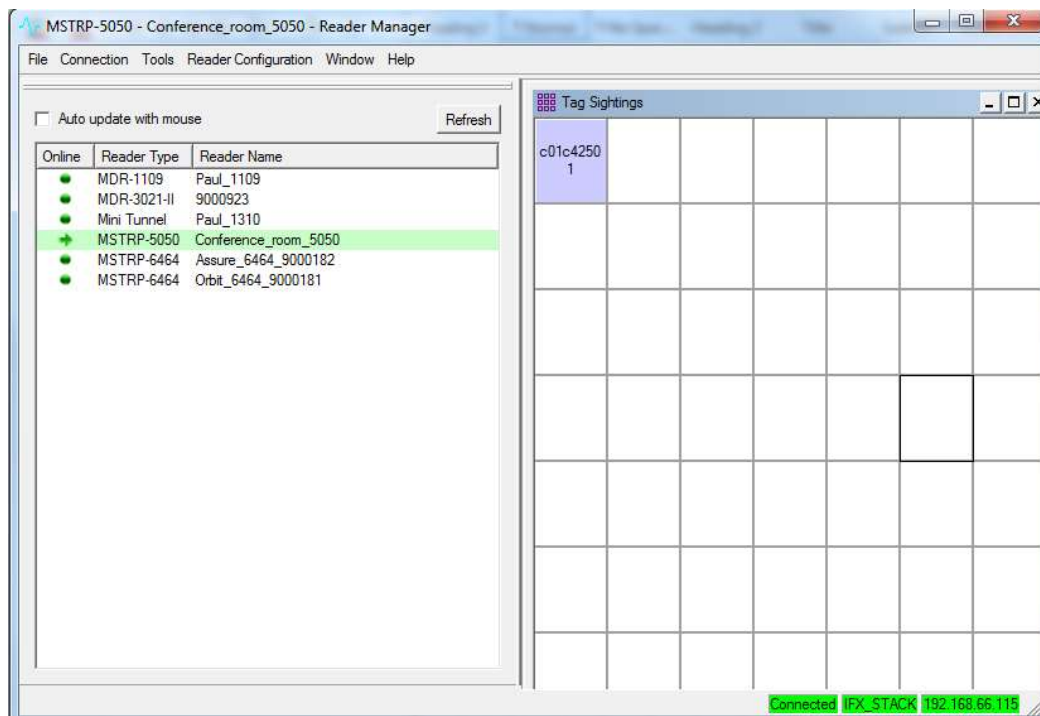 MSTRP-5050 - Conference_room_5050 - Reader Manager
File Connection Tools Reader Configuration Window Help
Auto update with mouse
Refresh
Online Reader Type Reader Name
MDR-1109 Paul_1109
MDR-3021-II 9000923
Mini Tunnel Paul_1310
MSTRP-5050 Conference_room_5050
MSTRP-6464 Assure_6464_9000182
MSTRP-6464 Orbit_6464_9000181
Tag Sightings
c01c4250
1
Connected IFX_STACK 192.168.66.115